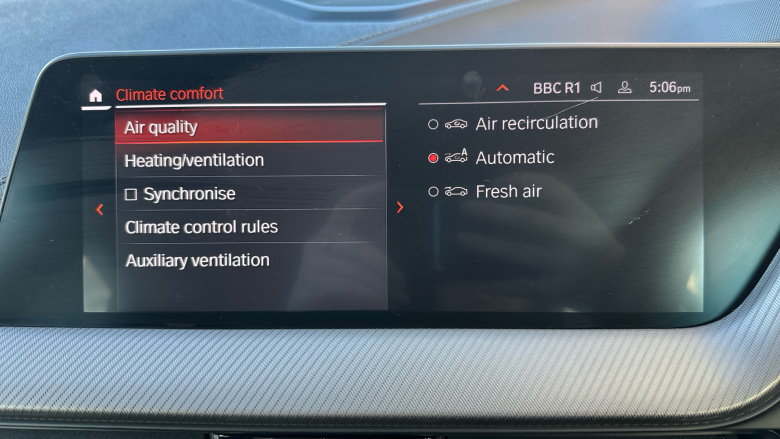 Climate comfort
BBC R1 5:06pm
Air quality
Heating/ventilation
Synchronise
Climate control rules
Auxiliary ventilation
Air recirculation
A Automatic
Fresh air